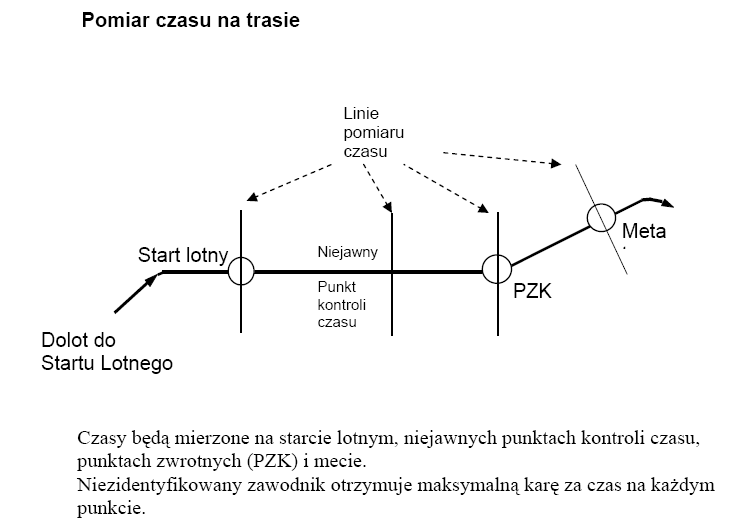 Pomiar czasu na trasie
Linie
pomiaru
czasu
Start lotny
Niejawny
Meta
Punkt
kontroli
czasu
PZK
Dolot do
Startu Lotnego
Czasy będą mierzone na starcie lotnym, niejawnych punktach kontroli czasu,
punktach zwrotnych (PZK) i mecie.
Niezidentyfikowany zawodnik otrzymuje maksymalną karę za czas na każdym
punkcie.